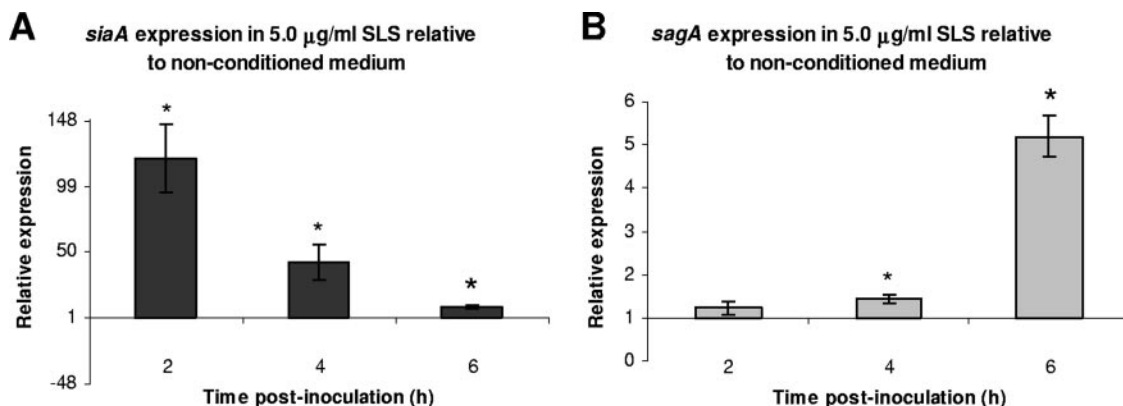 A
siaA expression in 5.0 µg/ml SLS relative
to non-conditioned medium
Relative expression
148
99
50
1
-48
*
*
*
2
4
6
Time post-inoculation (h)
B
sagA expression in 5.0 µg/ml SLS relative
to non-conditioned medium
Relative expression
6
5
4
3
2
1
0
*
*
2
4
6
Time post-inoculation (h)